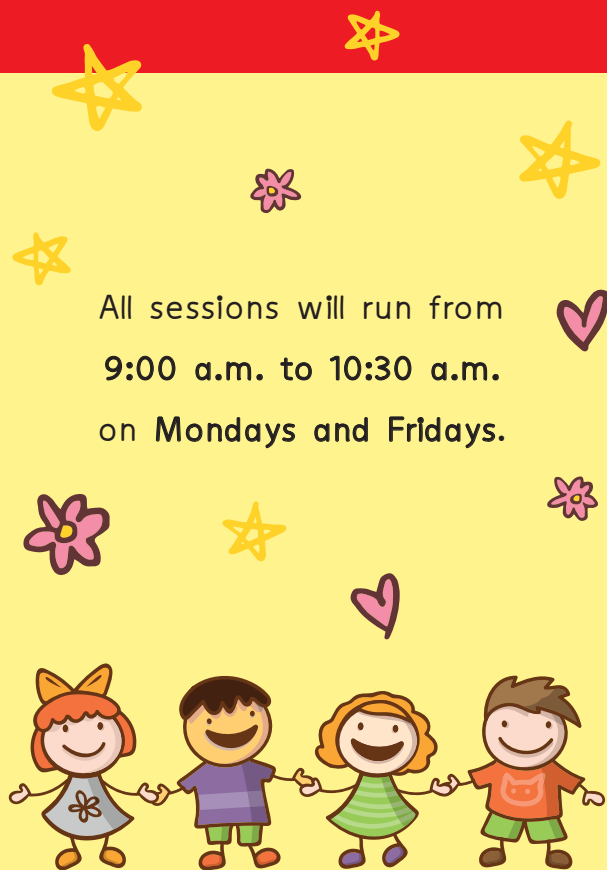 All sessions will run from
9:00 a.m. to 10:30 a.m.
on Mondays and Fridays.